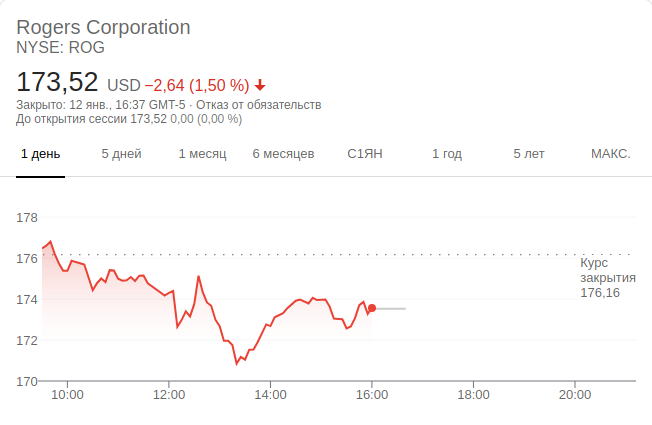 Rogers Corporation
NYSE: ROG
173,52 USD −2,64 (1,50 %)
Закрыто: 12 янв., 16:37 GMT-5 · Отказ от обязательств
До открытия сессии 173,52 0,00 (0,00 %)
1 день 5 дней 1 месяц 6 месяцев С1ЯН 1 год 5 лет МАКС.
178
176
Курс
закрытия
176,16
174
172
170
10:00 12:00 14:00 16:00 18:00 20:00